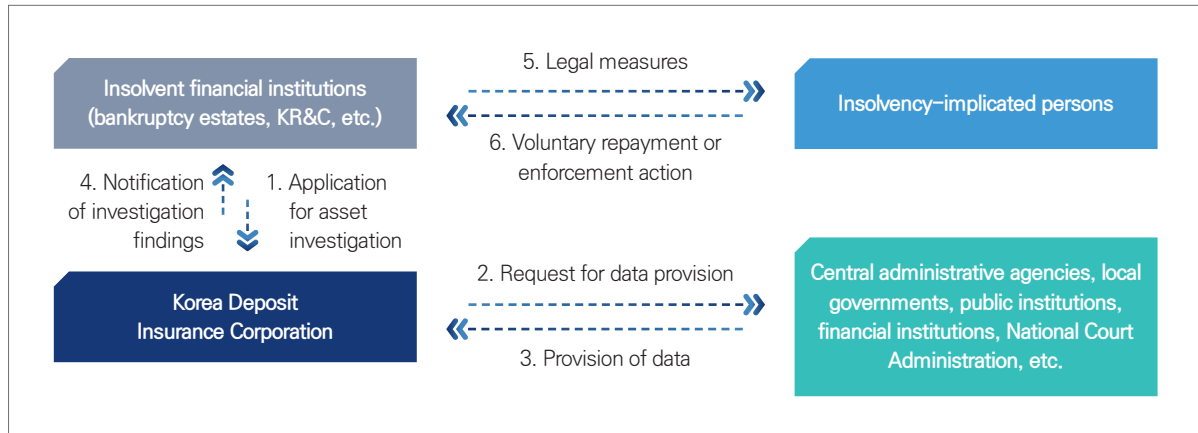 Insolvent financial institutions
(bankruptcy estates, KR&C, etc.)
5. Legal measures
6. Voluntary repayment or
enforcement action
Insolvency-implicated persons
4. Notification
of investigation
findings
1. Application
for asset
investigation
Korea Deposit
Insurance Corporation
2. Request for data provision
3. Provision of data
Central administrative agencies, local
governments, public institutions,
financial institutions, National Court
Administration, etc.